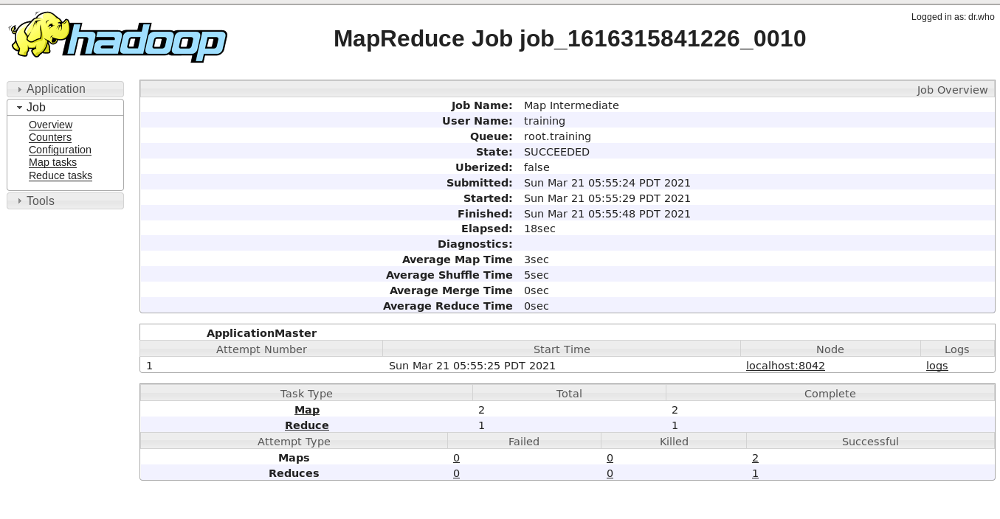 Logged in as: dr.who
hadoop
MapReduce Job job_1616315841226_0010
Application
Job
Overview
Counters
Configuration
Map tasks
Reduce tasks
Tools
Job Overview
Job Name: Map Intermediate
User Name: training
Queue: root.training
State: SUCCEEDED
Uberized: false
Submitted: Sun Mar 21 05:55:24 PDT 2021
Started: Sun Mar 21 05:55:29 PDT 2021
Finished: Sun Mar 21 05:55:48 PDT 2021
Elapsed: 18sec
Diagnostics:
Average Map Time 3sec
Average Shuffle Time 5sec
Average Merge Time 0sec
Average Reduce Time 0sec
ApplicationMaster
Attempt Number Start Time Node Logs
1 Sun Mar 21 05:55:25 PDT 2021 localhost:8042 logs
Task Type Total Complete
Map 2 2
Reduce 1 1
Attempt Type Failed Killed Successful
Maps 0 0 2
Reduces 0 0 1